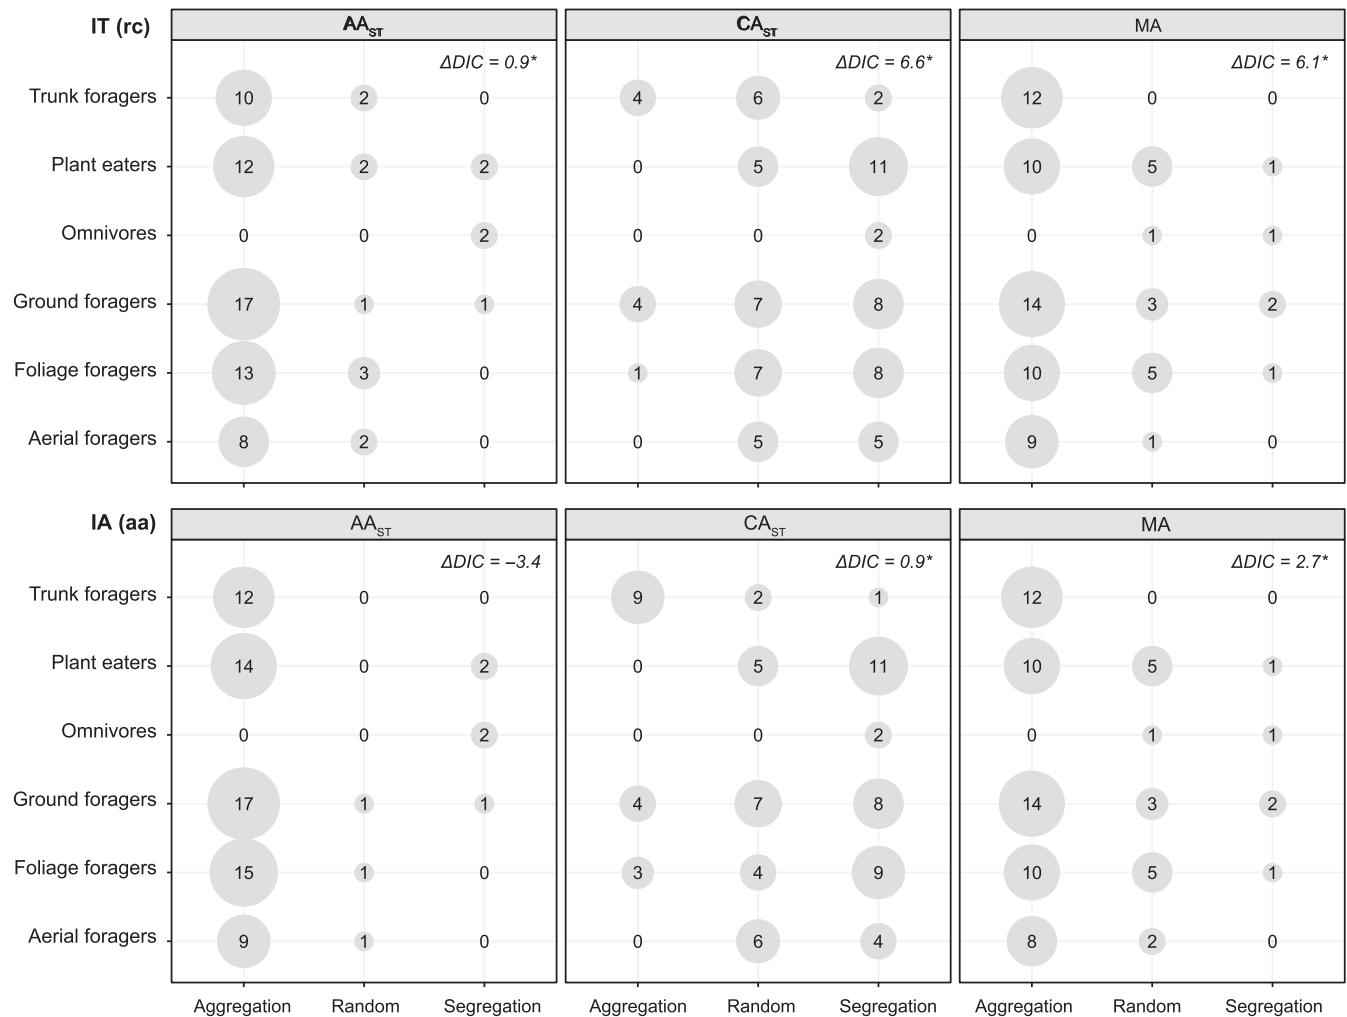 IT (rc) AAST CAST MA
ΔDIC = 0.9* ΔDIC = 6.6* ΔDIC = 6.1*
Trunk foragers 10 2 0 4 6 2 12 0 0
Plant eaters 12 2 2 0 5 11 10 5 1
Omnivores 0 0 2 0 0 2 0 1 1
Ground foragers 17 1 1 4 7 8 14 3 2
Foliage foragers 13 3 0 1 7 8 10 5 1
Aerial foragers 8 2 0 0 5 5 9 1 0
IA (aa) AAST CAST MA
ΔDIC = −3.4 ΔDIC = 0.9* ΔDIC = 2.7*
Trunk foragers 12 0 0 9 2 1 12 0 0
Plant eaters 14 0 2 0 5 11 10 5 1
Omnivores 0 0 2 0 0 2 0 1 1
Ground foragers 17 1 1 4 7 8 14 3 2
Foliage foragers 15 1 0 3 4 9 10 5 1
Aerial foragers 9 1 0 0 6 4 8 2 0
Aggregation Random Segregation Aggregation Random Segregation Aggregation Random Segregation